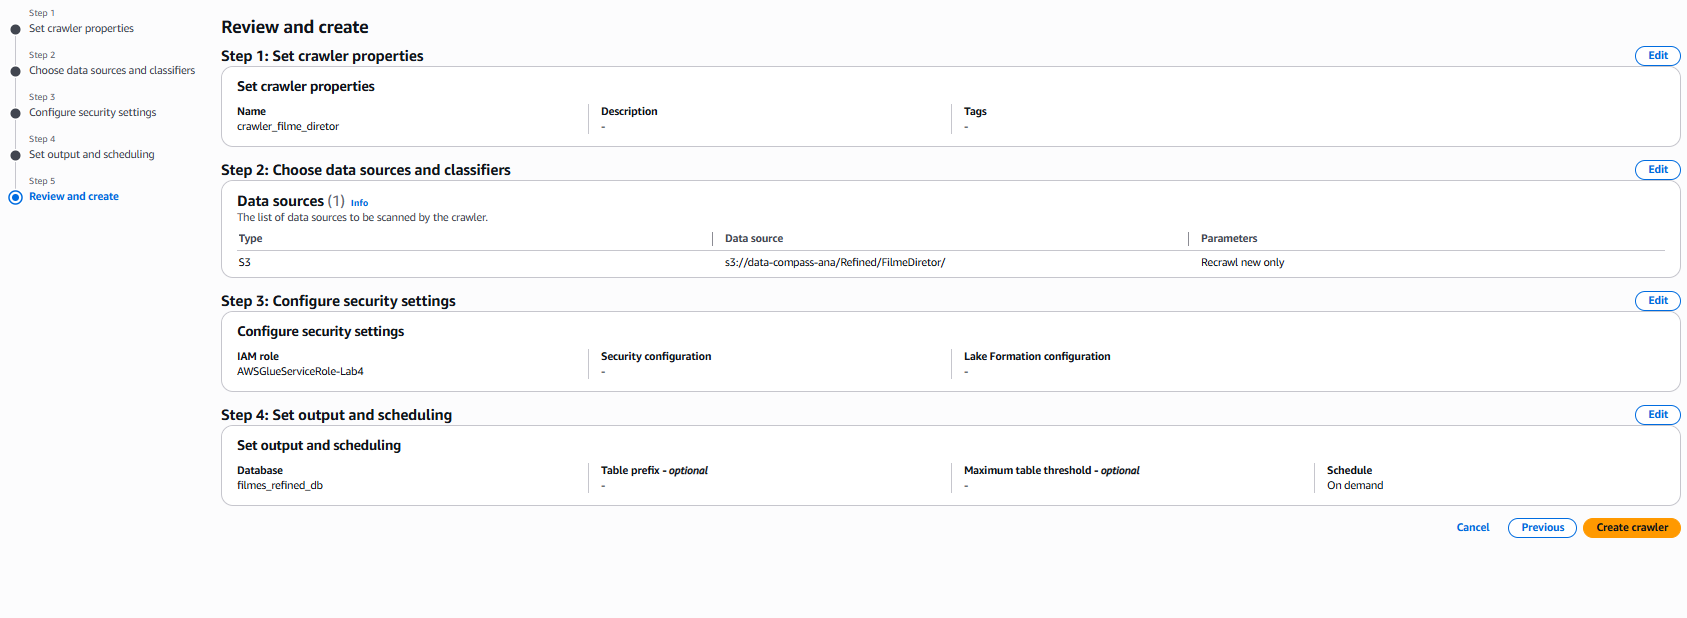 Step 1
Set crawler properties
Step 2
Choose data sources and classifiers
Step 3
Configure security settings
Step 4
Set output and scheduling
Step 5
Review and create
Review and create
Step 1: Set crawler properties
Edit
Set crawler properties
Name
Description
Tags
crawler_filme_diretor
-
-
Step 2: Choose data sources and classifiers
Edit
Data sources (1) Info
The list of data sources to be scanned by the crawler.
Type
Data source
Parameters
S3
s3://data-compass-ana/Refined/FilmeDiretor/
Recrawl new only
Step 3: Configure security settings
Edit
Configure security settings
IAM role
Security configuration
Lake Formation configuration
AWSGlueServiceRole-Lab4
-
-
Step 4: Set output and scheduling
Edit
Set output and scheduling
Database
Table prefix - optional
Maximum table threshold - optional
Schedule
filmes_refined_db
-
-
On demand
Cancel
Previous
Create crawler